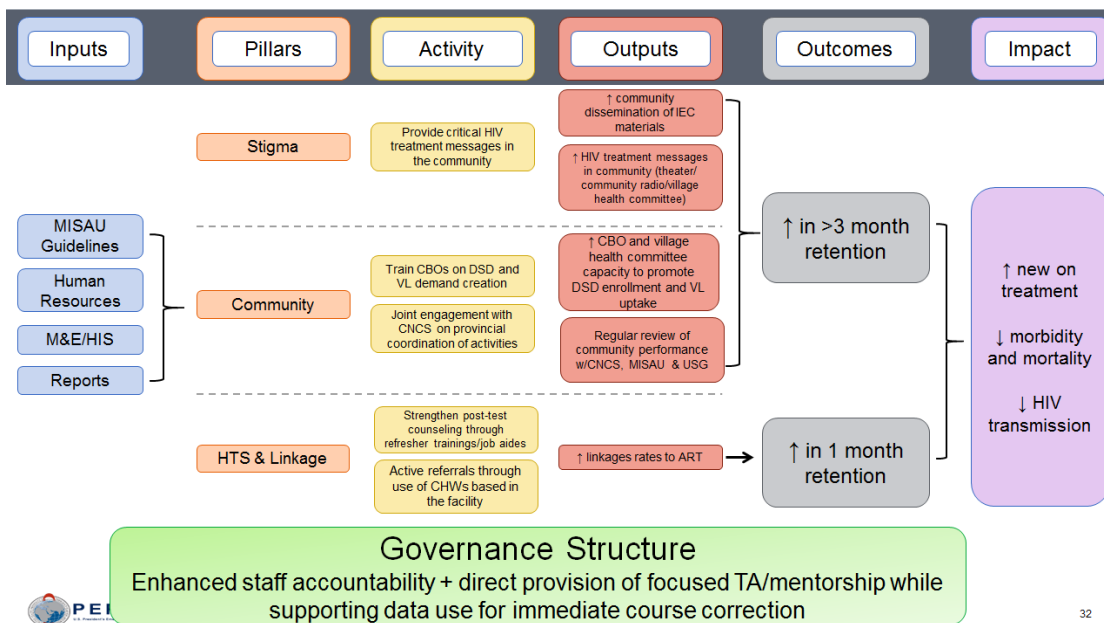 Inputs
Pillars
Activity
Outputs
Outcomes
Impact
MISAU
Guidelines
Human
Resources
M&E/HIS
Reports
Stigma
Provide critical HIV
treatment messages in
the community
↑ community
dissemination of IEC
materials
↑ HIV treatment messages
in community (theater/
community radio/village
health committee)
Community
Train CBOs on DSD and
VL demand creation
Joint engagement with
CNCS on provincial
coordination of activities
↑ CBO and village
health committee
capacity to promote
DSD enrollment and VL
uptake
Regular review of
community performance
w/CNCS, MISAU & USG
↑ in >3 month
retention
HTS & Linkage
Strengthen post-test
counseling through
refresher trainings/job aides
Active referrals through
use of CHWs based in
the facility
↑ linkages rates to ART
↑ in 1 month
retention
↑ new on
treatment
↓ morbidity
and mortality
↓ HIV
transmission
Governance Structure
Enhanced staff accountability + direct provision of focused TA/mentorship while
supporting data use for immediate course correction
32